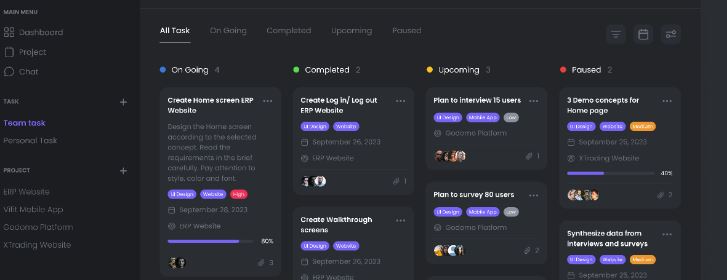 MAIN MENU
Dashboard
Project
Chat
TASK
Team task
Personal Task
PROJECT
ERP Website
Vifit Mobile App
Godomo Platform
XTrading Website
All Task
On Going
Completed
Upcoming
Paused
On Going 4
Create Home screen ERP
Website
Design the Home screen
according to the selected
concept. Read the
requirements in the brief
carefully. Pay attention to
style, color and font.
UI Design Website High
September 28, 2023
ERP Website
80%
3
Completed 2
Create Log in/ Log out
ERP Website
UI Design Website
September 26, 2023
ERP Website
1
Create Walkthrough
screens
UI Design Website
September 26, 2023
ERP Website
Upcoming 3
Plan to interview 15 users
UI Design Mobile App Low
Godomo Platform
1
Plan to survey 80 users
UI Design Mobile App Low
Godomo Platform
2
Paused 2
3 Demo concepts for
Home page
UI Design Website Medium
September 25, 2023
XTrading Website
40%
2
Synthesize data from
interviews and surveys
UI Design Website Medium
September 25, 2023